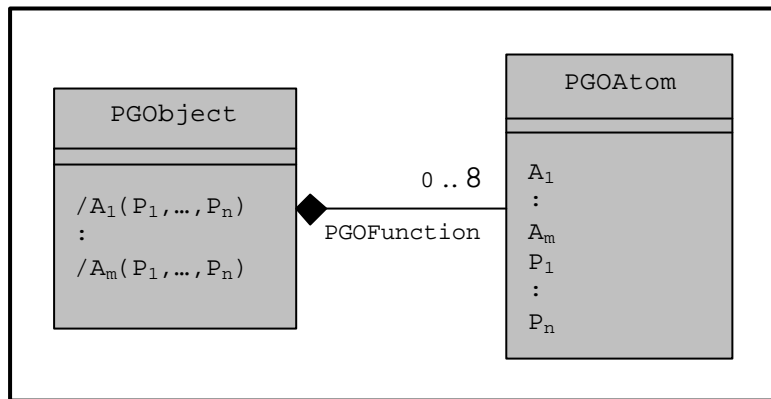 PGObject
/A₁(P₁,…,Pₙ)
:
/Aₘ(P₁,…,Pₙ)
0 .. 8
PGOFunction
PGOAtom
A₁
:
Aₘ
P₁
:
Pₙ